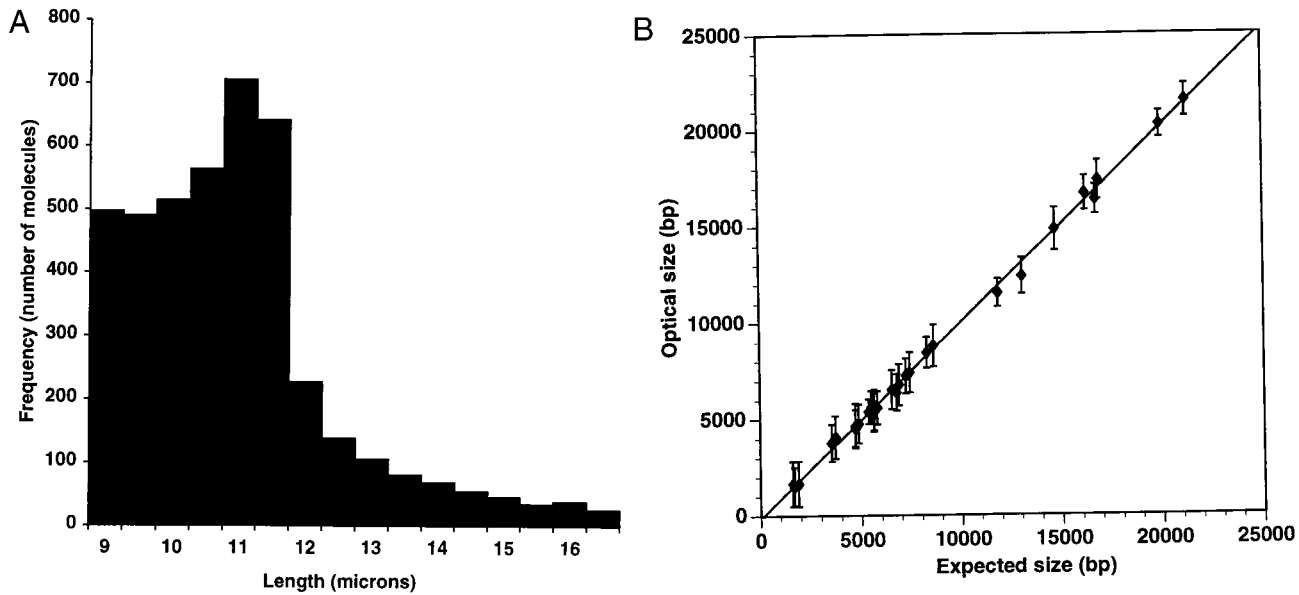 A
800
700
600
500
400
300
200
100
0
Frequency (number of molecules)
9 10 11 12 13 14 15 16
Length (microns)
B
25000
20000
15000
10000
5000
0
Optical size (bp)
0 5000 10000 15000 20000 25000
Expected size (bp)